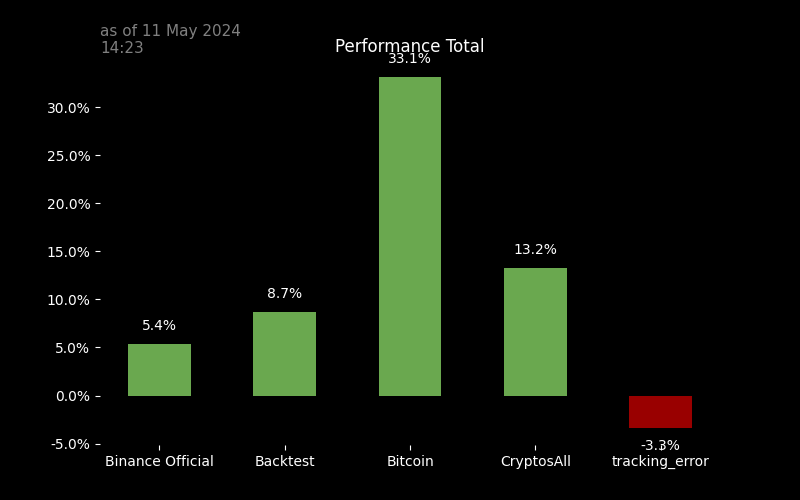 as of 11 May 2024
14:23
Performance Total
33.1%
30.0%
25.0%
20.0%
15.0%
13.2%
10.0%
8.7%
5.4%
5.0%
0.0%
-5.0%
-3.3%
Binance Official
Backtest
Bitcoin
CryptosAll
tracking_error